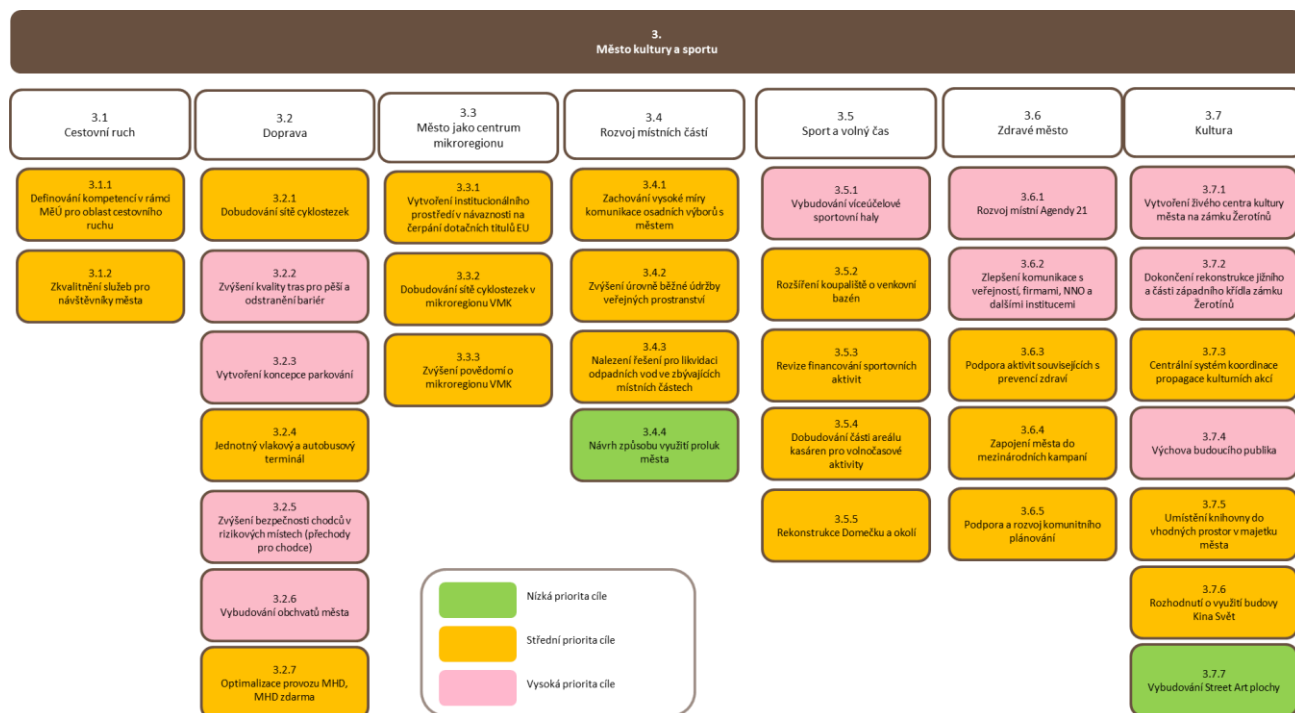 3.
Město kultury a sportu
3.1
Cestovní ruch
3.1.1
Definování kompetencí v rámci
MěÚ pro oblast cestovního
ruchu
3.1.2
Zkvalitnění služeb pro
návštěvníky města
3.2
Doprava
3.2.1
Dobudování sítě cyklostezek
3.2.2
Zvýšení kvality tras pro pěší a
odstranění bariér
3.2.3
Vytvoření koncepce parkování
3.2.4
Jednotný vlakový a autobusový
terminál
3.2.5
Zvýšení bezpečnosti chodců v
rizikových místech (přechody
pro chodce)
3.2.6
Vybudování obchvatů města
3.2.7
Optimalizace provozu MHD,
MHD zdarma
3.3
Město jako centrum
mikroregionu
3.3.1
Vytvoření institucionálního
prostředí v návaznosti na
čerpání dotačních titulů EU
3.3.2
Dobudování sítě cyklostezek v
mikroregionu VMK
3.3.3
Zvýšení povědomí o
mikroregionu VMK
3.4
Rozvoj místních částí
3.4.1
Zachování vysoké míry
komunikace osadních výborů s
městem
3.4.2
Zvýšení úrovně běžné údržby
veřejných prostranství
3.4.3
Nalezení řešení pro likvidaci
odpadních vod ve zbývajících
místních částech
3.4.4
Návrh způsobu využití proluk
města
3.5
Sport a volný čas
3.5.1
Vybudování víceúčelové
sportovní haly
3.5.2
Rozšíření koupaliště o venkovní
bazén
3.5.3
Revize financování sportovních
aktivit
3.5.4
Dobudování části areálu
kasáren pro volnočasové
aktivity
3.5.5
Rekonstrukce Domečku a okolí
3.6
Zdravé město
3.6.1
Rozvoj místní Agendy 21
3.6.2
Zlepšení komunikace s
veřejností, firmami, NNO a
dalšími institucemi
3.6.3
Podpora aktivit souvisejících s
prevencí zdraví
3.6.4
Zapojení města do
mezinárodních kampaní
3.6.5
Podpora a rozvoj komunitního
plánování
3.7
Kultura
3.7.1
Vytvoření živého centra kultury
města na zámku Žerotínů
3.7.2
Dokončení rekonstrukce jižního
a části západního křídla zámku
Žerotínů
3.7.3
Centrální systém koordinace
propagace kulturních akcí
3.7.4
Výchova budoucího publika
3.7.5
Umístění knihovny do
vhodných prostor v majetku
města
3.7.6
Rozhodnutí o využití budovy
Kina Svět
3.7.7
Vybudování Street Art plochy
Nízká priorita cíle
Střední priorita cíle
Vysoká priorita cíle